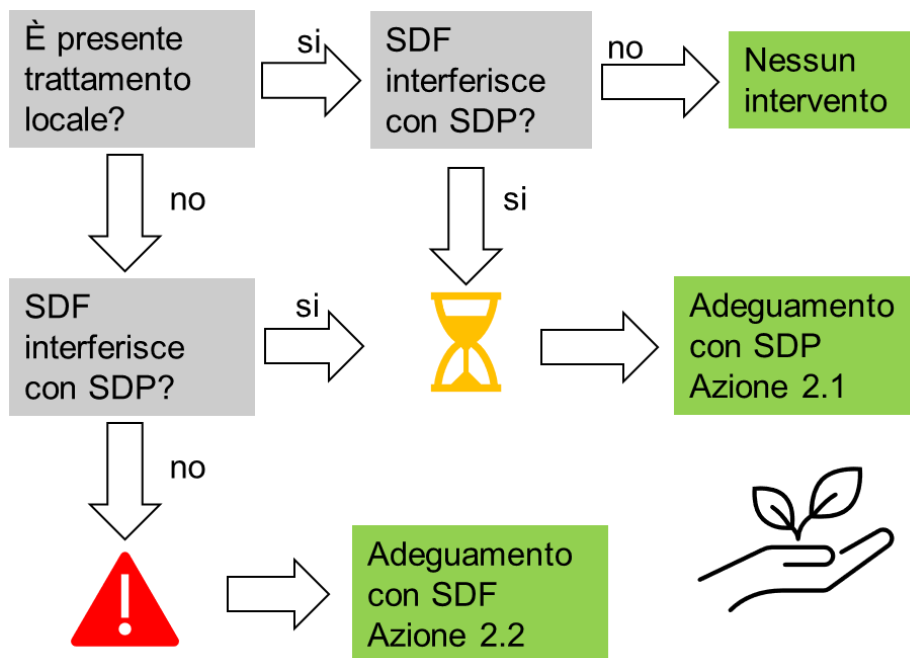 È presente
trattamento
locale?
si
SDF
interferisce
con SDP?
no
Nessun
intervento
no
si
SDF
interferisce
con SDP?
si
Adeguamento
con SDP
Azione 2.1
no
Adeguamento
con SDF
Azione 2.2